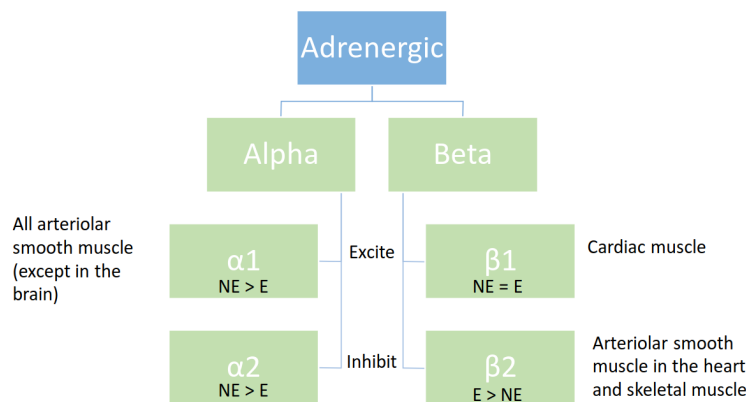 Adrenergic
Alpha
Beta
All arteriolar
smooth muscle
(except in the
brain)
α1
NE > E
Excite
β1
NE = E
Cardiac muscle
α2
NE > E
Inhibit
β2
E > NE
Arteriolar smooth
muscle in the heart
and skeletal muscle